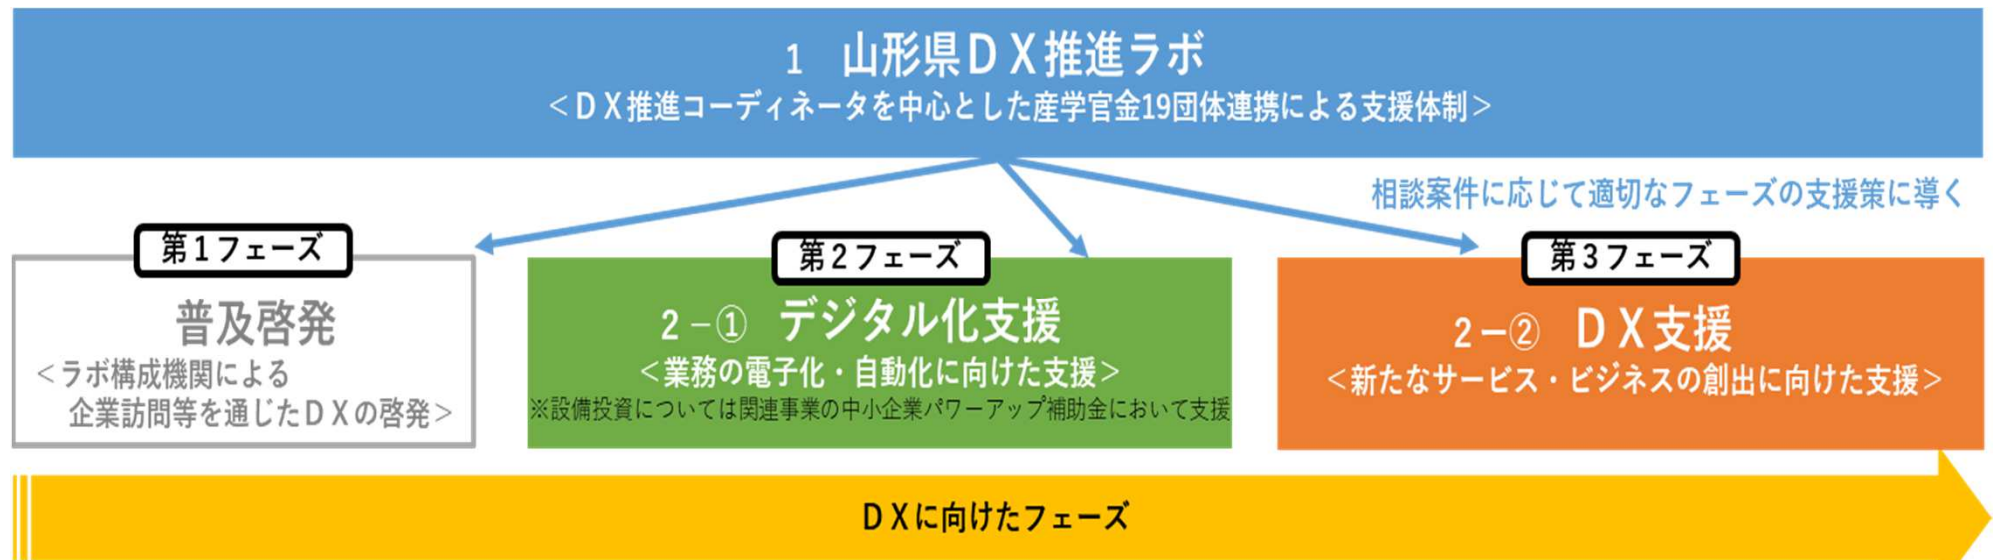 1　山形県ＤＸ推進ラボ
＜ＤＸ推進コーディネータを中心とした産学官金19団体連携による支援体制＞
相談案件に応じて適切なフェーズの支援策に導く
第１フェーズ
普及啓発
＜ラボ構成機関による
企業訪問等を通じたＤＸの啓発＞
第２フェーズ
２－①　デジタル化支援
＜業務の電子化・自動化に向けた支援＞
※設備投資については関連事業の中小企業パワーアップ補助金において支援
第３フェーズ
２－②　ＤＸ支援
＜新たなサービス・ビジネスの創出に向けた支援＞
ＤＸに向けたフェーズ